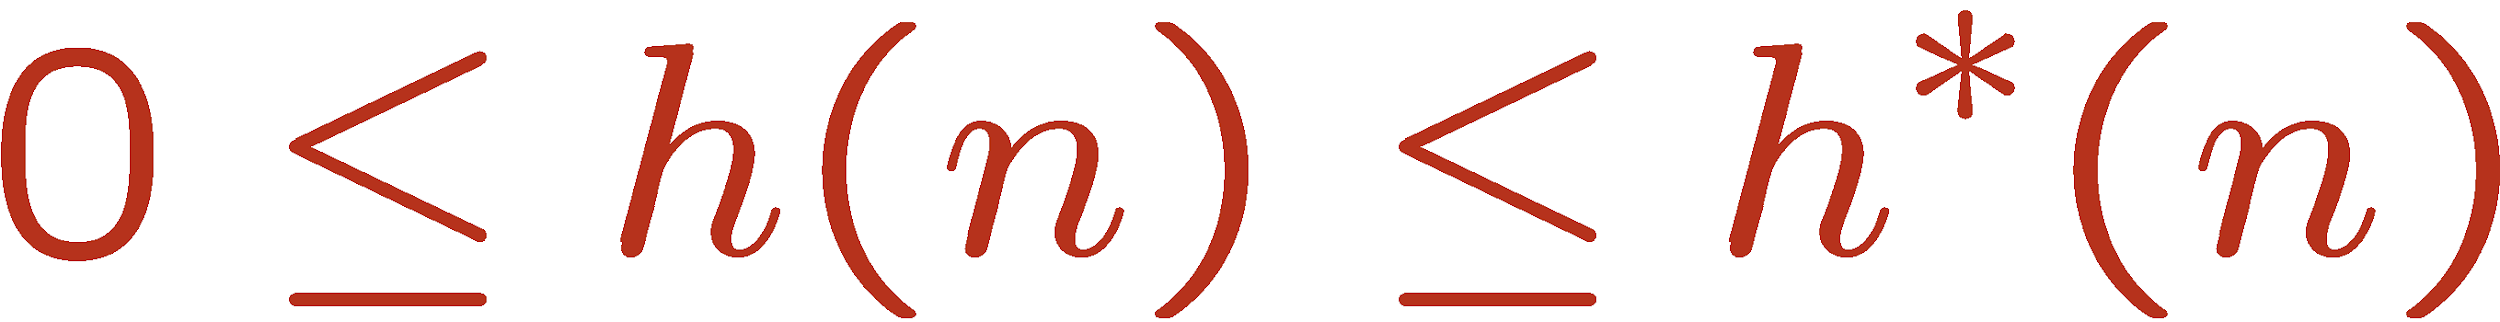 0 ≤ h(n) ≤ h*(n)